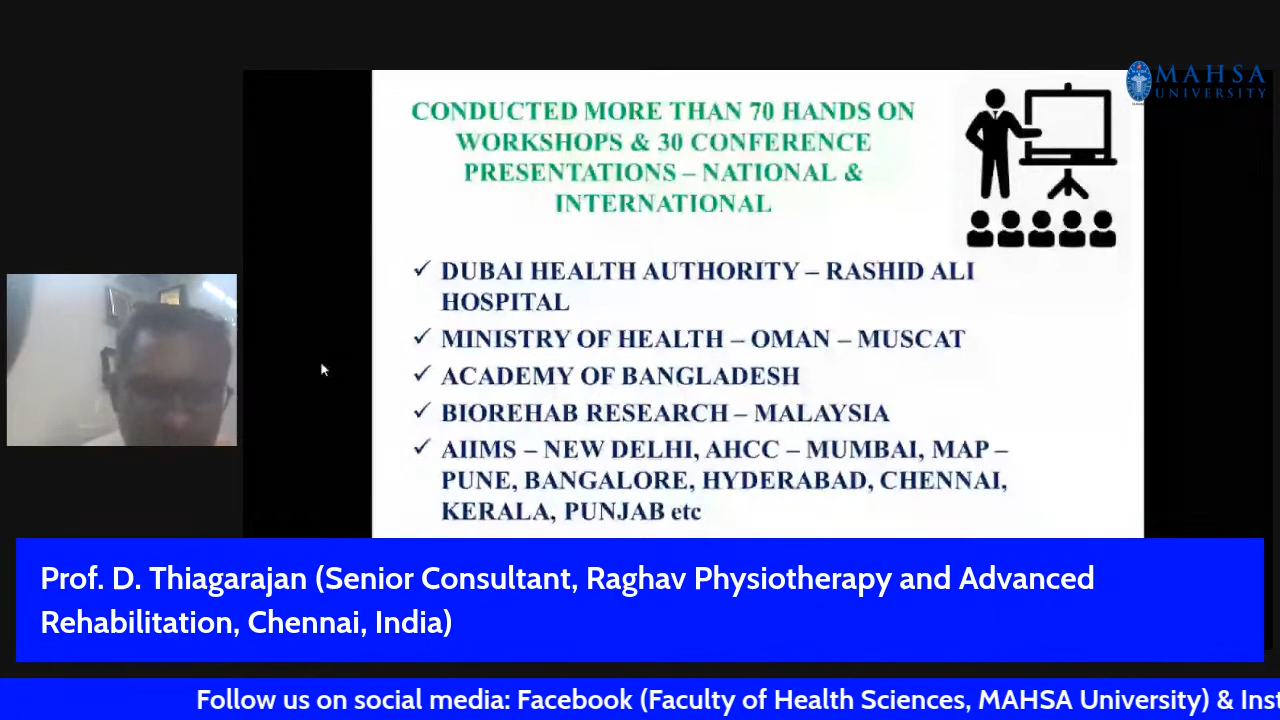 MAHSA
UNIVERSITY
CONDUCTED MORE THAN 70 HANDS ON
WORKSHOPS & 30 CONFERENCE
PRESENTATIONS – NATIONAL &
INTERNATIONAL
✓ DUBAI HEALTH AUTHORITY – RASHID ALI
HOSPITAL
✓ MINISTRY OF HEALTH – OMAN – MUSCAT
✓ ACADEMY OF BANGLADESH
✓ BIOREHAB RESEARCH – MALAYSIA
✓ AIIMS – NEW DELHI, AHCC – MUMBAI, MAP –
PUNE, BANGALORE, HYDERABAD, CHENNAI,
KERALA, PUNJAB etc
Prof. D. Thiagarajan (Senior Consultant, Raghav Physiotherapy and Advanced
Rehabilitation, Chennai, India)
Follow us on social media: Facebook (Faculty of Health Sciences, MAHSA University) & Inst